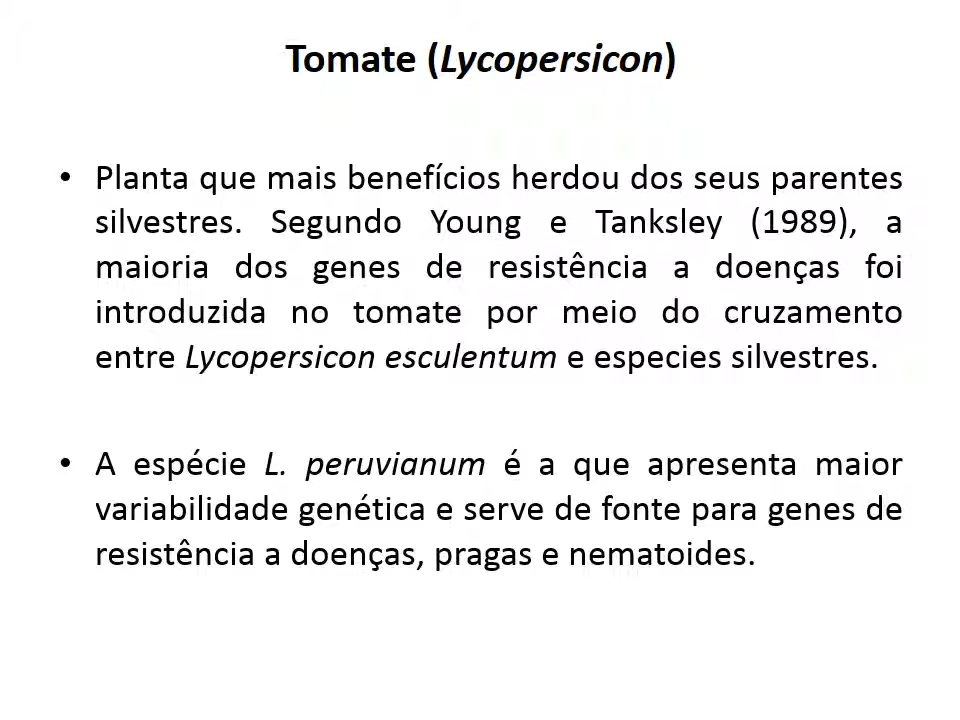 Tomate (Lycopersicon)
• Planta que mais benefícios herdou dos seus parentes
silvestres. Segundo Young e Tanksley (1989), a
maioria dos genes de resistência a doenças foi
introduzida no tomate por meio do cruzamento
entre Lycopersicon esculentum e especies silvestres.
• A espécie L. peruvianum é a que apresenta maior
variabilidade genética e serve de fonte para genes de
resistência a doenças, pragas e nematoides.